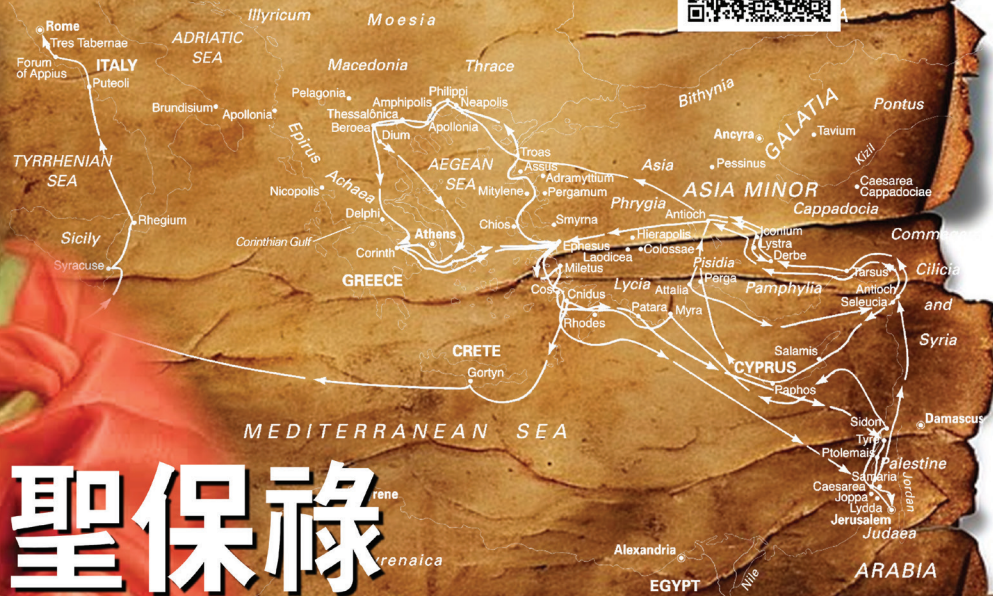 Illyricum
Moesia
A
Rome
Tres Tabernae
Forum
of Appius
ITALY
Puteoli
ADRIATIC
SEA
Macedonia
Thrace
Pelagonia
Brundisium
Apollonia
Philippi
Amphipolis
Neapolis
Thessalônica
Beroea
Apollonia
Dium
Bithynia
GALATIA
Pontus
Ancyra
Tavium
Kizil
Pessinus
Caesarea
Cappadociae
TYRRHENIAN
SEA
Epirus
Achaea
Nicopolis
AEGEAN
SEA
Troas
Assus
Adramyttium
Mitylene
Pergamum
Asia
ASIA MINOR
Phrygia
Cappadocia
Delphi
Corinthian Gulf
Athens
Corinth
GREECE
Chios
Smyrna
Antioch
Hierapolis
Iconium
Ephesus
Laodicea
Colossae
Lystra
Derbe
Pisidia
Miletus
Cos
Cnidus
Lycia
Attalia
Perga
Pamphylia
Tarsus
Cilicia
Antioch
Seleucia
and
Syria
Patara
Myra
Rhodes
Rhegium
Sicily
Syracuse
CRETE
Gortyn
Salamis
CYPRUS
Paphos
MEDITERRANEAN SEA
Sidon
Damascus
Tyre
Ptolemais
Palestine
Samaria
Caesarea
Joppa
Jordan
Lydda
Jerusalem
Judaea
聖保祿
rene
yrenaica
Alexandria
EGYPT
Nile
ARABIA